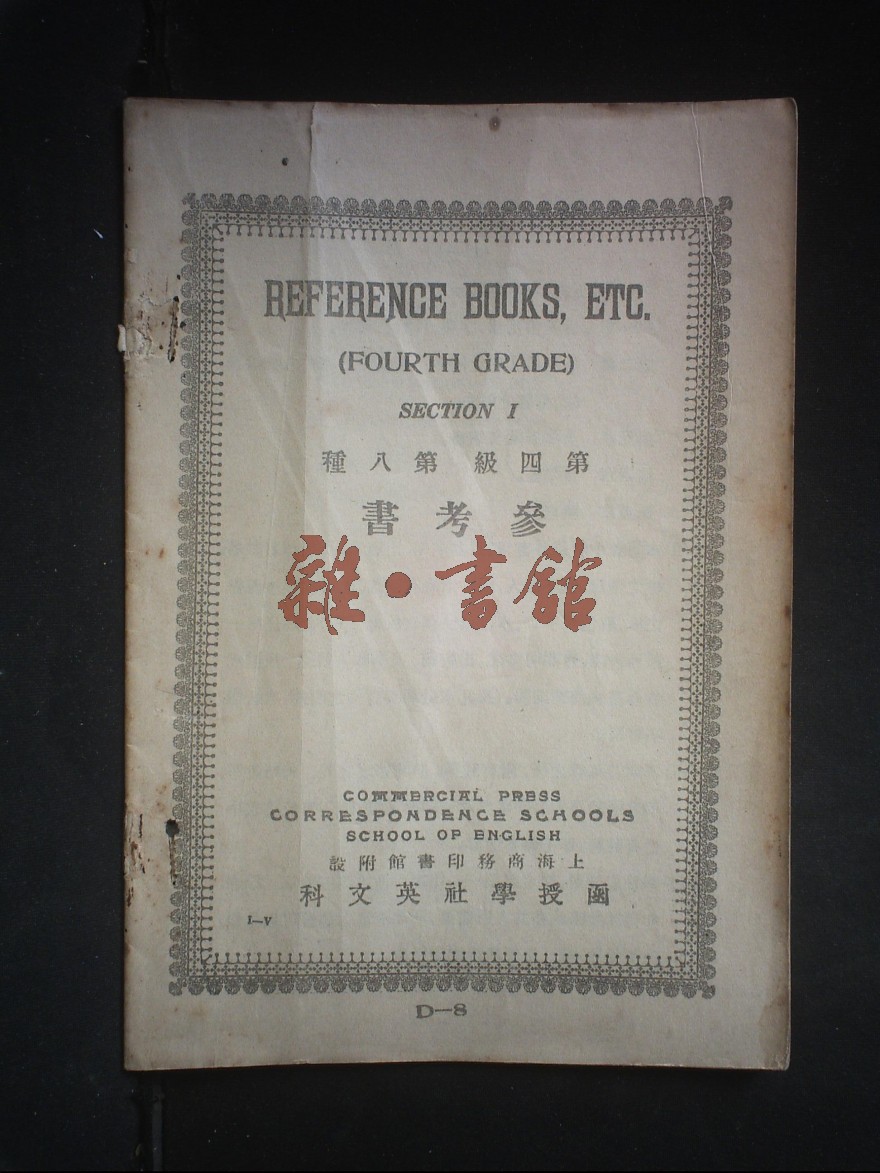 REFERENCE BOOKS, ETC.
(FOURTH GRADE)
SECTION I
第四級第八種
參考書
雜·書館
COMMERCIAL PRESS
CORRESPONDENCE SCHOOLS
SCHOOL OF ENGLISH
上海商務印書館附設
函授學社英文科
I—V
D—8